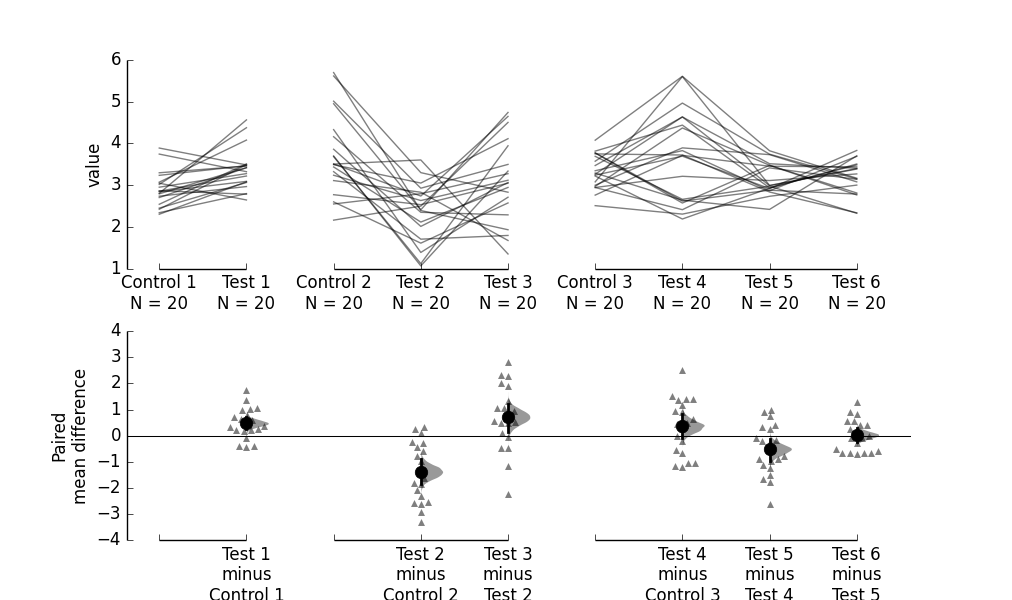 6
5
4
3
2
1
value
Control 1 Test 1 Control 2 Test 2 Test 3 Control 3 Test 4 Test 5 Test 6
N = 20 N = 20 N = 20 N = 20 N = 20 N = 20 N = 20 N = 20 N = 20
4
3
2
1
0
−1
−2
−3
−4
Paired
mean difference
Test 1 Test 2 Test 3 Test 4 Test 5 Test 6
minus minus minus minus minus minus
Control 1 Control 2 Test 2 Control 3 Test 4 Test 5